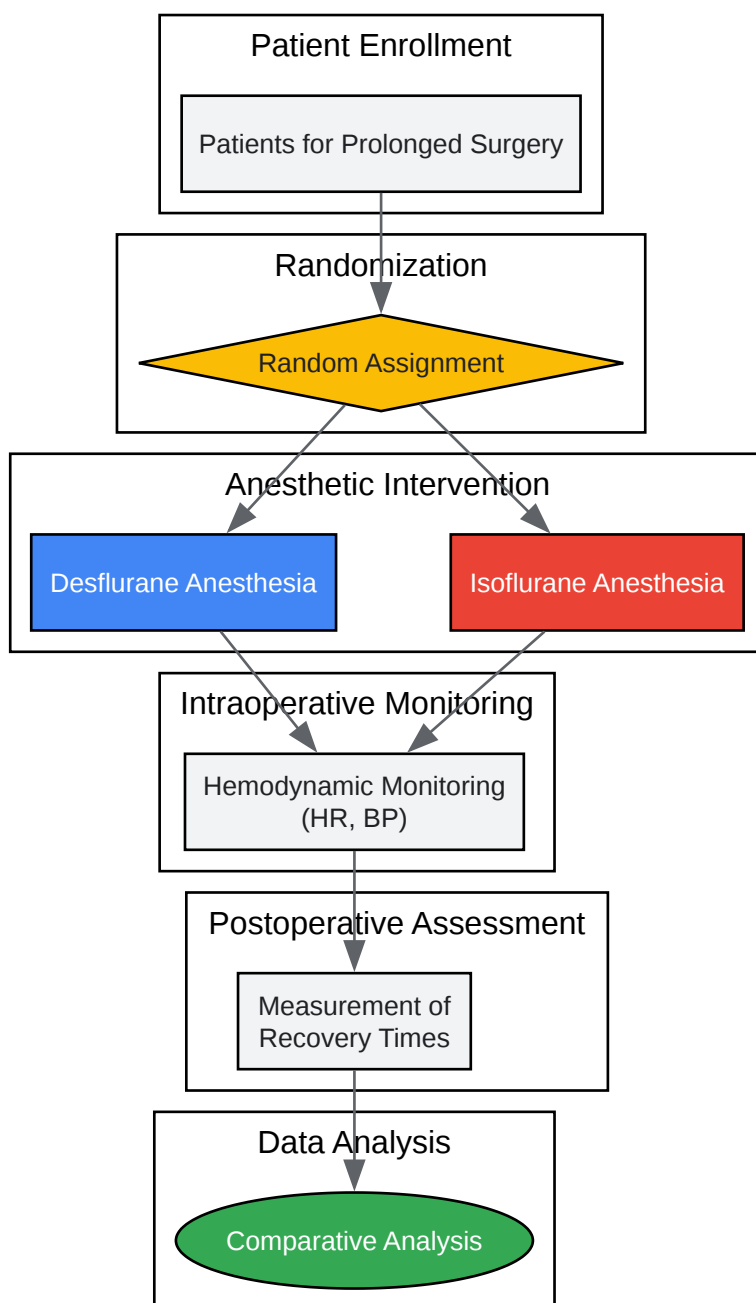 Patient Enrollment
Patients for Prolonged Surgery
Randomization
Random Assignment
Anesthetic Intervention
Desflurane Anesthesia
Isoflurane Anesthesia
Intraoperative Monitoring
Hemodynamic Monitoring
(HR, BP)
Postoperative Assessment
Measurement of
Recovery Times
Data Analysis
Comparative Analysis